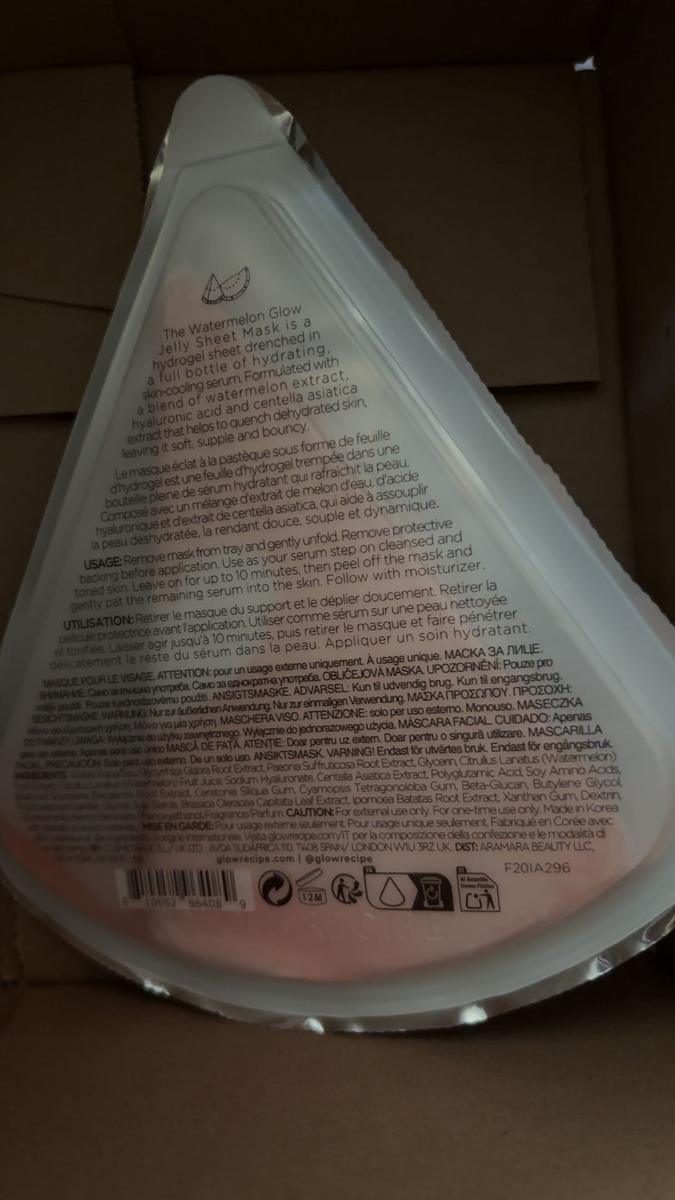 The Watermelon Glow
Jelly Sheet Mask is a
hydrogel sheet drenched in
a full bottle of hydrating,
skin-cooling serum. Formulated with
a blend of watermelon extract,
hyaluronic acid and centella asiatica
extract that helps to quench dehydrated skin,
leaving it soft, supple and bouncy.
Le masque éclat à la pastèque sous forme de feuille
d'hydrogel est une feuille d'hydrogel trempée dans une
bouteille pleine de sérum hydratant qui rafraîchit la peau.
Composé avec un mélange d'extrait de melon d'eau, d'acide
hyaluronique et d'extrait de centella asiatica, qui aide à assouplir
la peau déshydratée, la rendant douce, souple et dynamique.
USAGE: Remove mask from tray and gently unfold. Remove protective
backing before application. Use as your serum step on cleansed and
toned skin. Leave on for up to 10 minutes, then peel off the mask and
gently pat the remaining serum into the skin. Follow with moisturizer.
UTILISATION: Retirer le masque du support et le déplier doucement. Retirer la
pellicule protectrice avant l'application. Utiliser comme sérum sur une peau nettoyée
et tonifiée. Laisser agir jusqu'à 10 minutes, puis retirer le masque et faire pénétrer
délicatement le reste du sérum dans la peau. Appliquer un soin hydratant.
MASQUE POUR LE VISAGE. ATTENTION: pour un usage externe uniquement. À usage unique. МАСКА ЗА ЛИЦЕ.
ВНИМАНИЕ: Само за външна употреба. Само за еднократна употреба. OBLIČEJOVÁ MASKA. UPOZORNĚNÍ: Pouze pro
vnější použití. Pouze k jednorázovému použití. ANSIGTSMASKE. ADVARSEL: Kun til udvendig brug. Kun til engangsbrug.
GESICHTSMASKE. WARNUNG: Nur zur äußerlichen Anwendung. Nur zur einmaligen Verwendung. ΜΑΣΚΑ ΠΡΟΣΩΠΟΥ. ΠΡΟΣΟΧΗ:
Μόνο για εξωτερική χρήση. Μόνο για μία χρήση. MASCHERA VISO. ATTENZIONE: solo per uso esterno. Monouso. MASECZKA
DO TWARZY. UWAGA: Wyłącznie do użytku zewnętrznego. Wyłącznie do jednorazowego użycia. MÁSCARA FACIAL. CUIDADO: Apenas
para uso externo. Apenas para uso único MASCĂ DE FAȚĂ. ATENȚIE: Doar pentru uz extern. Doar pentru o singură utilizare. MASCARILLA
FACIAL. PRECAUCIÓN: Solo para uso externo. De un solo uso. ANSIKTSMASK. VARNING! Endast för utvärtes bruk. Endast för engångsbruk.
INGREDIENTS: Glycyrrhiza Glabra Root Extract, Paeonia Suffruticosa Root Extract, Glycerin, Citrullus Lanatus (Watermelon)
Fruit Extract, Citrullus Lanatus (Watermelon) Fruit Juice, Sodium Hyaluronate, Centella Asiatica Extract, Polyglutamic Acid, Soy Amino Acids,
Root Extract, Ceratonia Siliqua Gum, Cyamopsis Tetragonoloba Gum, Beta-Glucan, Butylene Glycol,
Brassica Oleracea Capitata Leaf Extract, Ipomoea Batatas Root Extract, Xanthan Gum, Dextrin,
Phenoxyethanol, Fragrance/Parfum. CAUTION: For external use only. For one-time use only. Made in Korea
MISE EN GARDE: Pour usage externe seulement. Pour usage unique seulement. Fabriqué en Corée avec
d'origine internationale. Visita glowrecipe.com/IT per la composizione della confezione e le modalità di
AVDA SUDÁFRICA 110, 11408 SPAIN/ LONDON W1U 3RZ UK. DIST: ARAMARA BEAUTY LLC,
glowrecipe.com | @glowrecipe
F201A296
8 10052 96408 9
12M